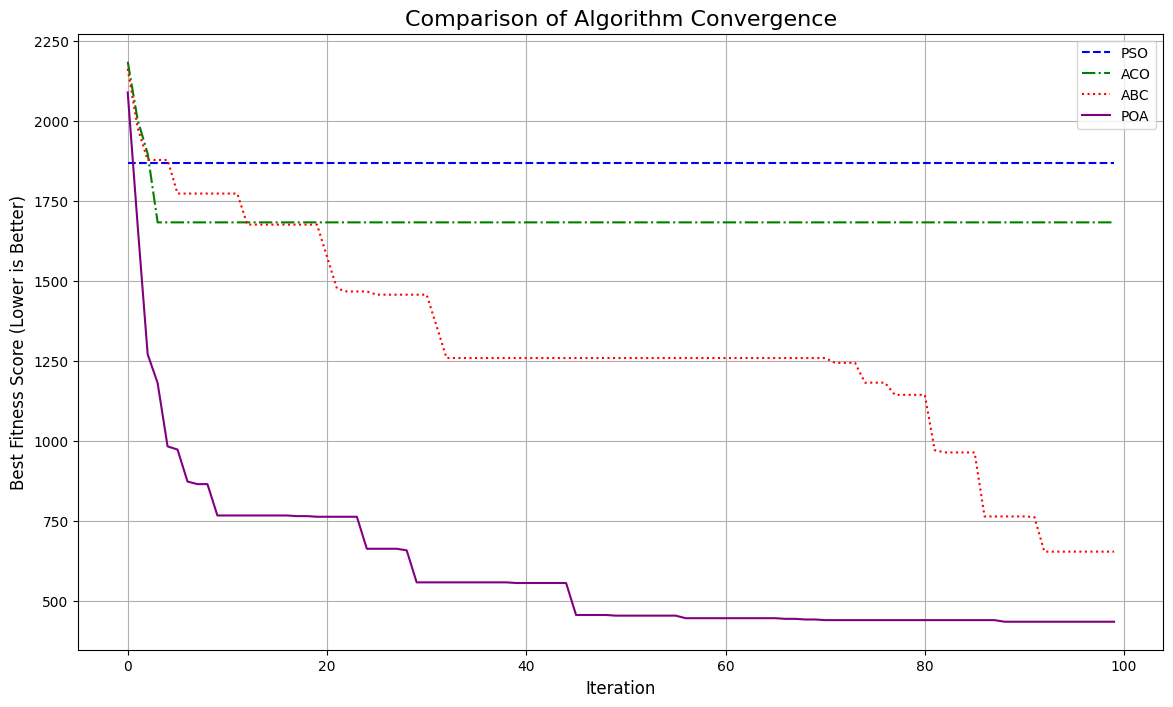 Comparison of Algorithm Convergence
Best Fitness Score (Lower is Better)
2250
2000
1750
1500
1250
1000
750
500
PSO
ACO
ABC
POA
0
20
40
60
80
100
Iteration